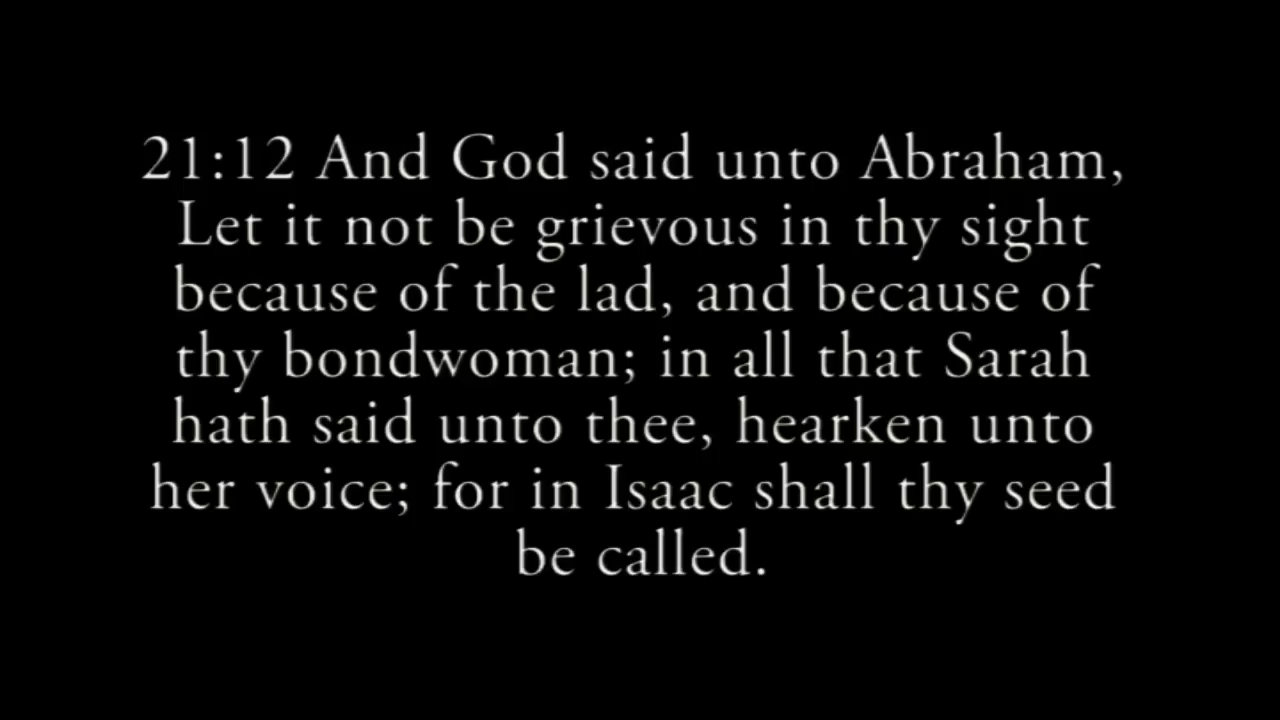 21:12 And God said unto Abraham,
Let it not be grievous in thy sight
because of the lad, and because of
thy bondwoman; in all that Sarah
hath said unto thee, hearken unto
her voice; for in Isaac shall thy seed
be called.